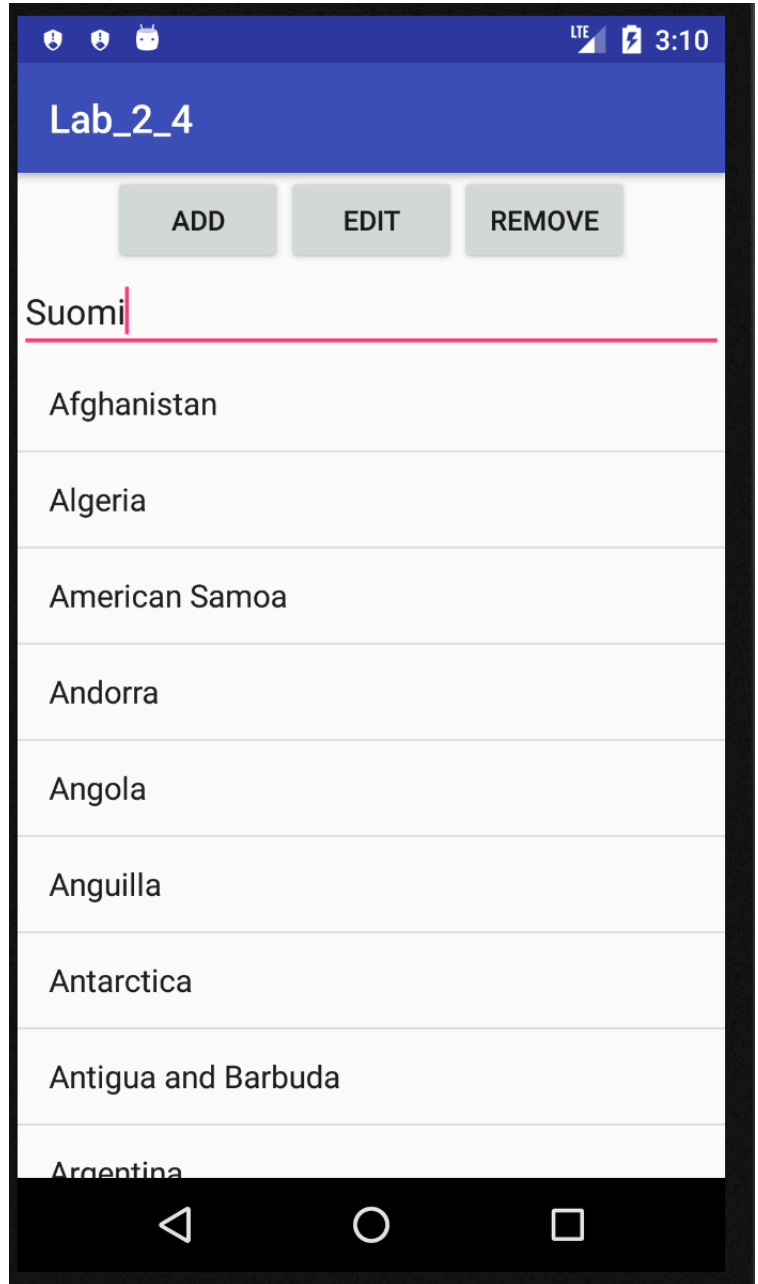 LTE 3:10
Lab_2_4
ADD EDIT REMOVE
Suomi
Afghanistan
Algeria
American Samoa
Andorra
Angola
Anguilla
Antarctica
Antigua and Barbuda
Argentina